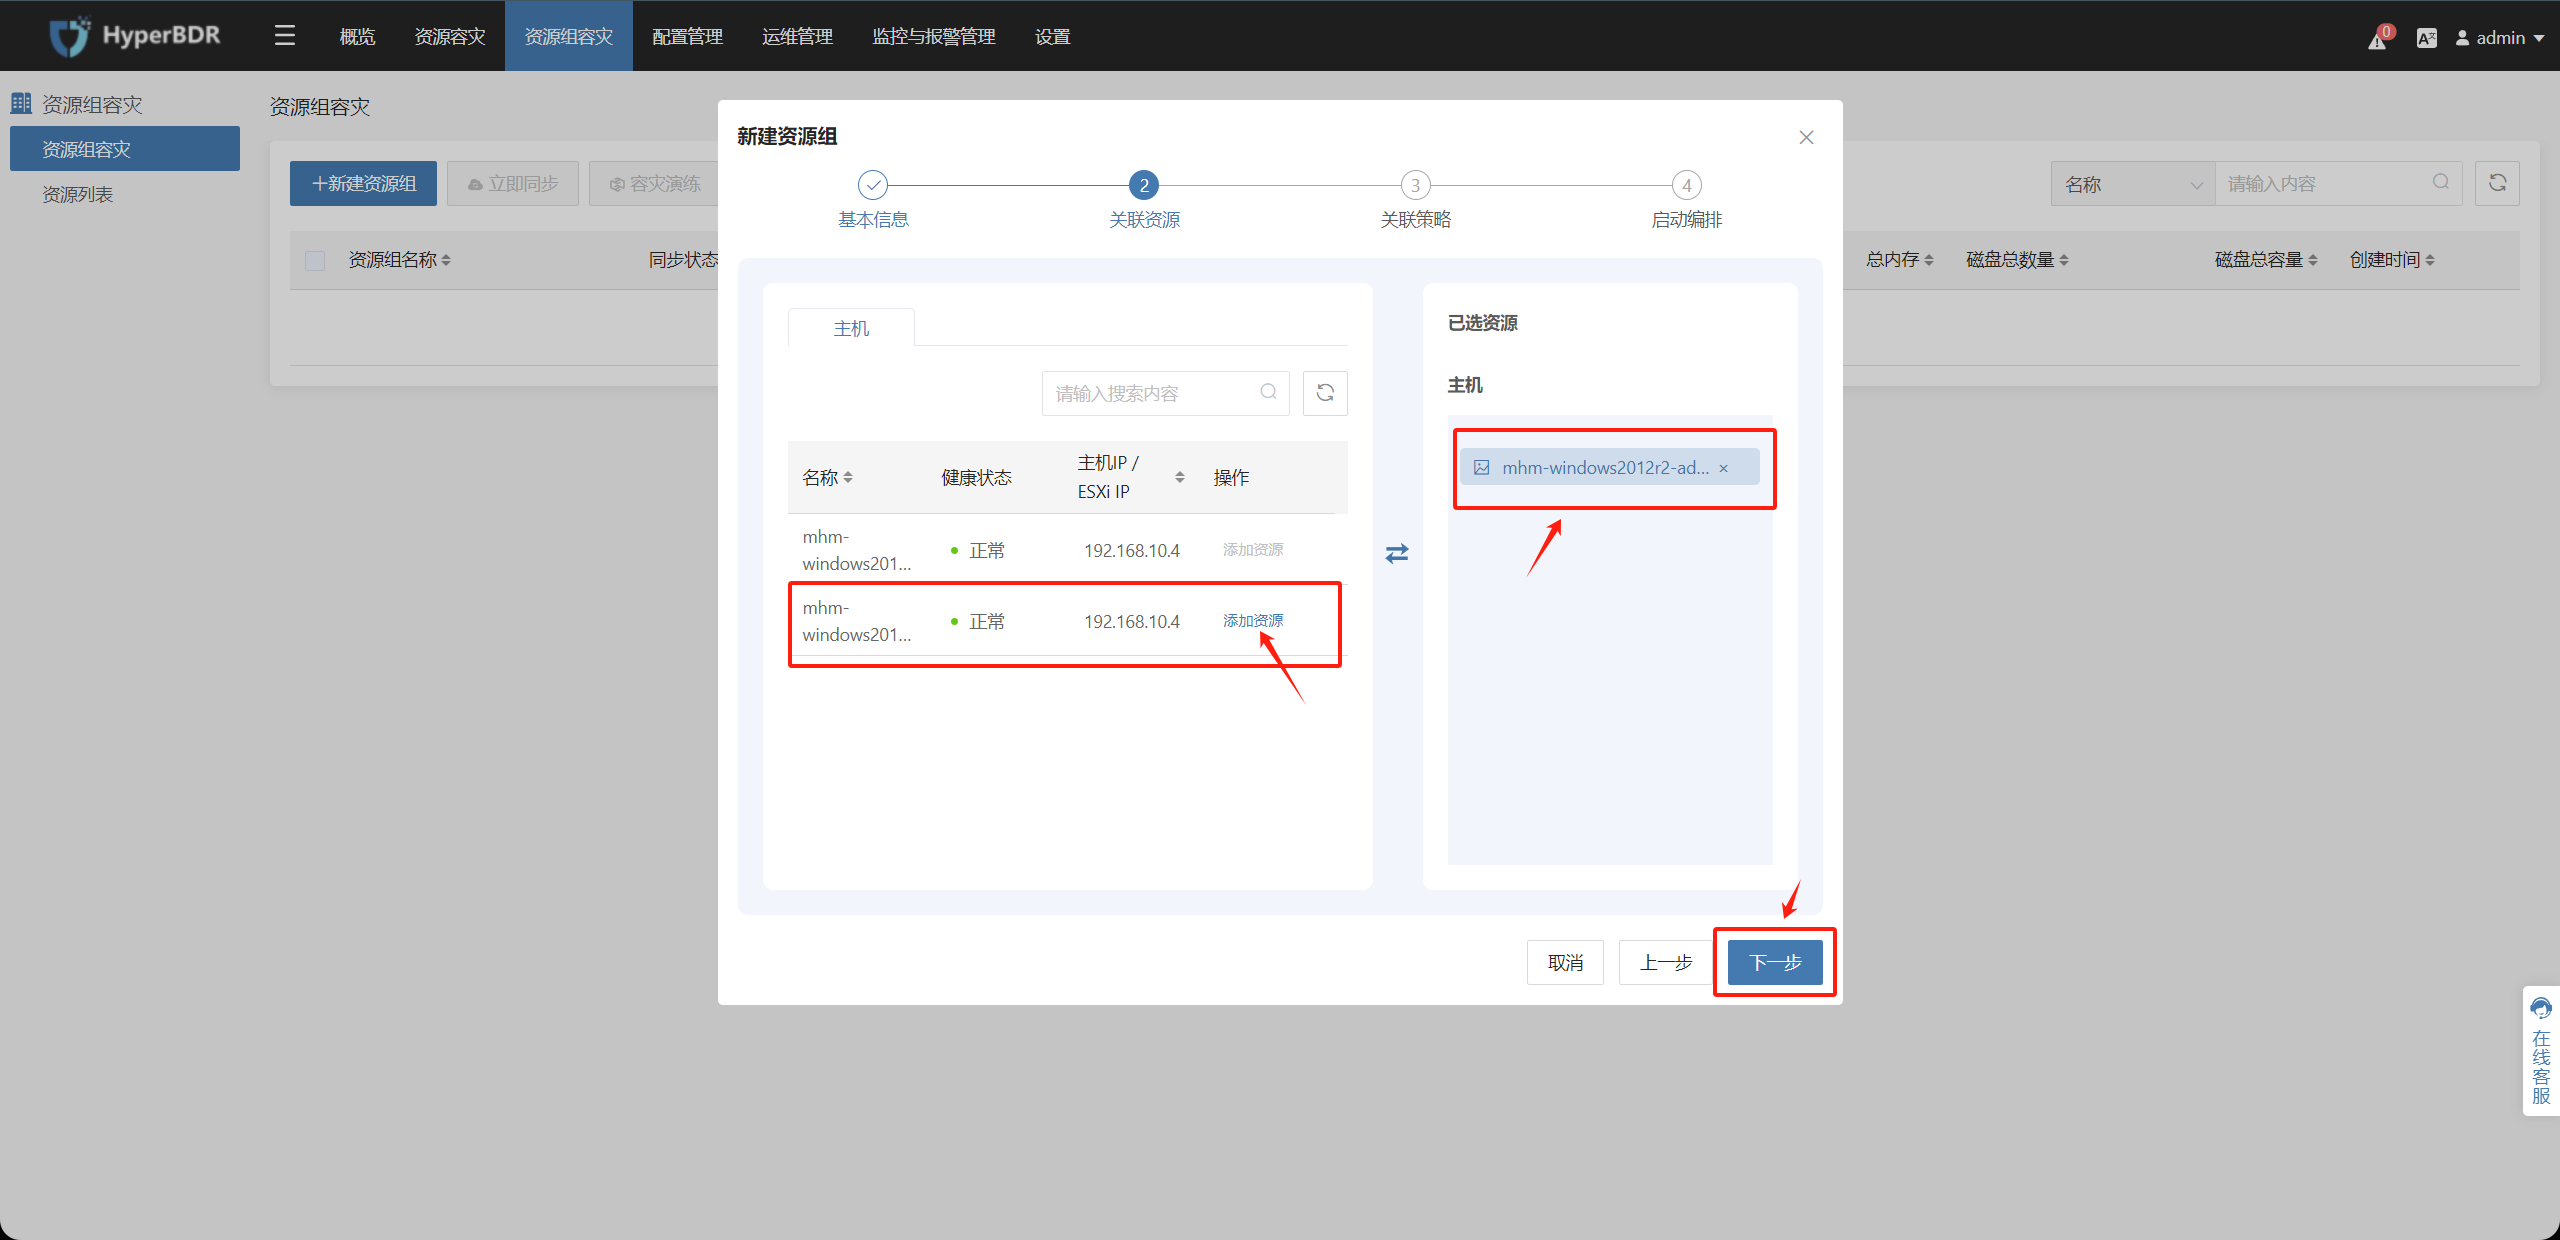 HyperBDR
概览
资源容灾
资源组容灾
配置管理
运维管理
监控与报警管理
设置
0
admin
资源组容灾
资源组容灾
资源列表
资源组容灾
新建资源组
立即同步
容灾演练
名称
请输入内容
资源组名称
同步状态
总内存
磁盘总数量
磁盘总容量
创建时间
新建资源组
2
3
4
基本信息
关联资源
关联策略
启动编排
主机
请输入搜索内容
名称
健康状态
主机IP /
ESXi IP
操作
mhm-
windows201...
正常
192.168.10.4
添加资源
mhm-
windows201...
正常
192.168.10.4
添加资源
已选资源
主机
mhm-windows2012r2-ad...
取消
上一步
下一步
在线客服